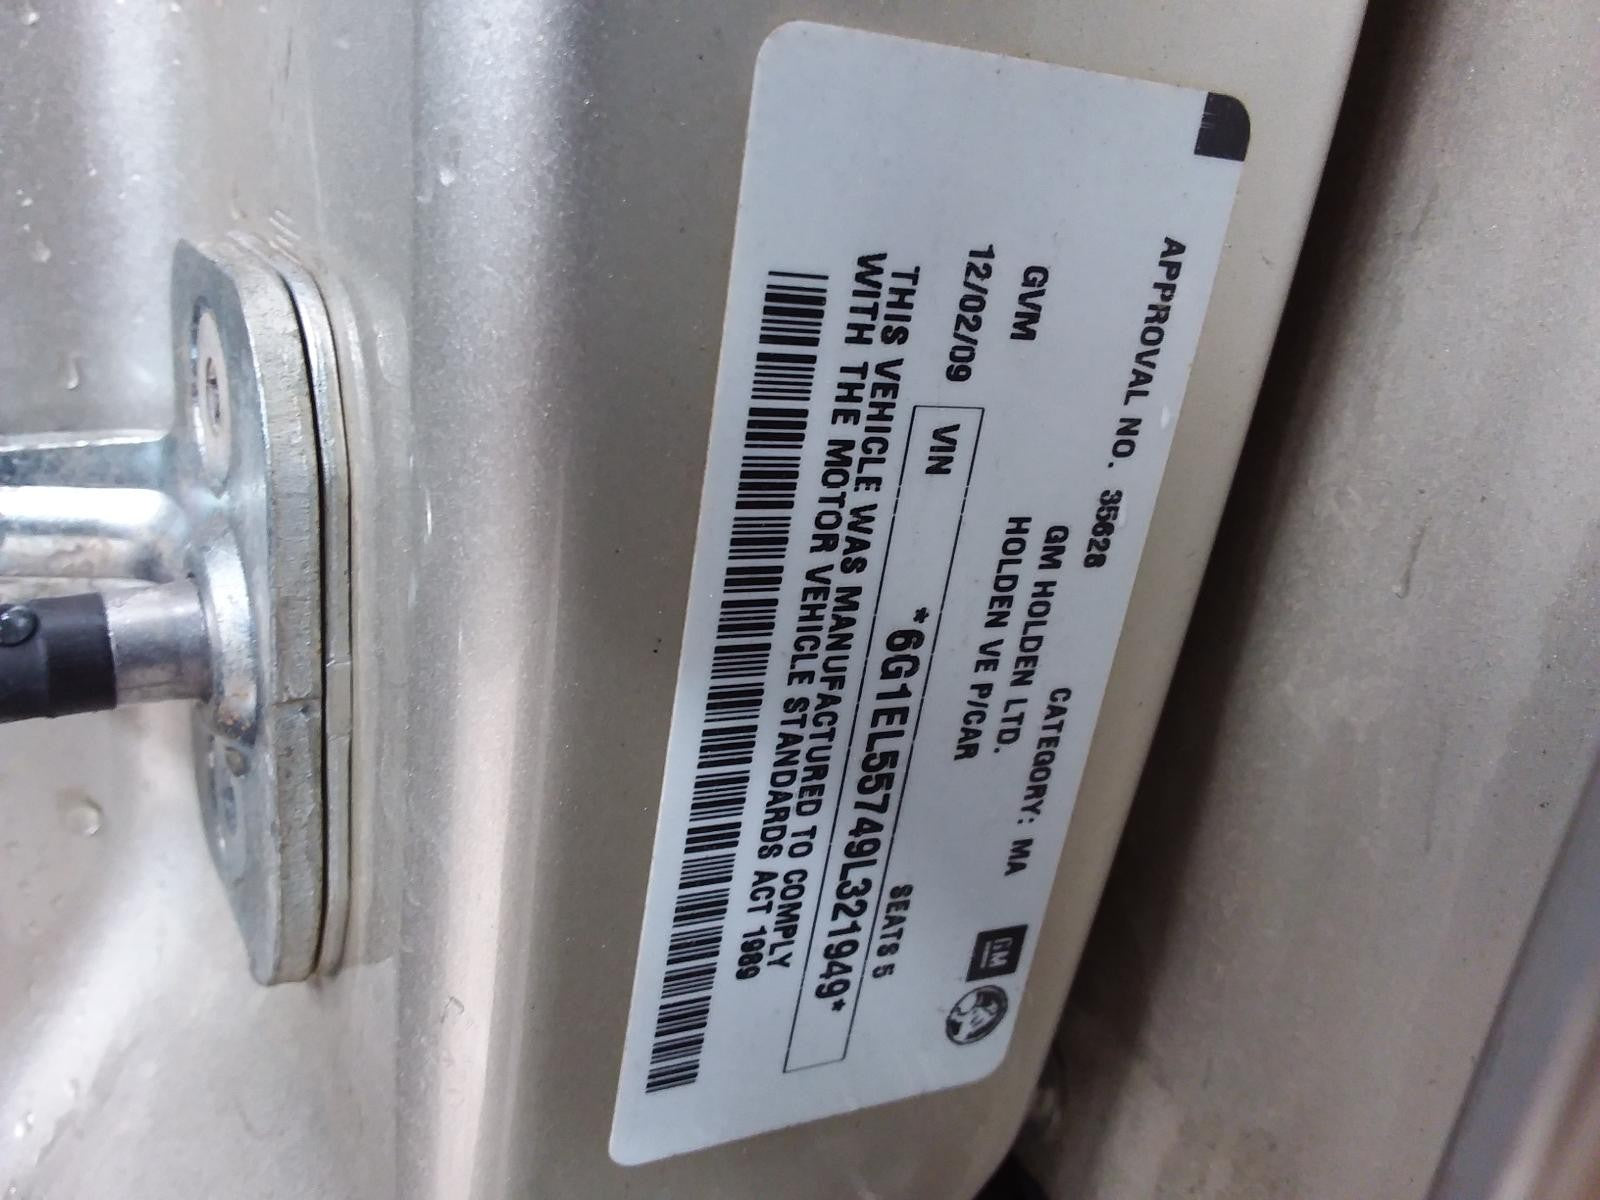 APPROVAL NO. 35628 CATEGORY: MA
GM
GM HOLDEN LTD.
GVM HOLDEN VE P/CAR
12/02/09 SEATS 5
VIN *6G1EL55749L321949*
THIS VEHICLE WAS MANUFACTURED TO COMPLY
WITH THE MOTOR VEHICLE STANDARDS ACT 1989